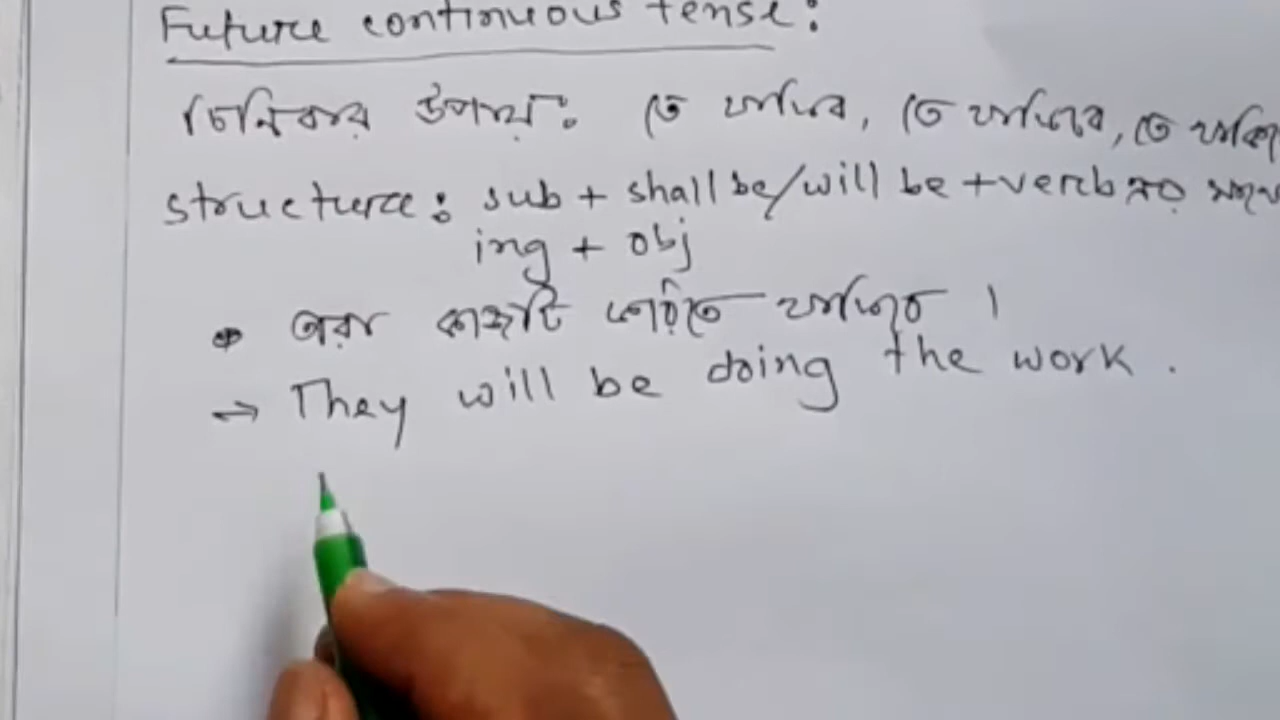 Future continuous tense:
চিনিবার উপায়: তে থাকিব, তে থাকিবে, তে
structure: sub + shall be/will be + verb এর সাথে
ing + obj
তারা কাজটি করিতে থাকিবে ।
→ They will be doing the work.